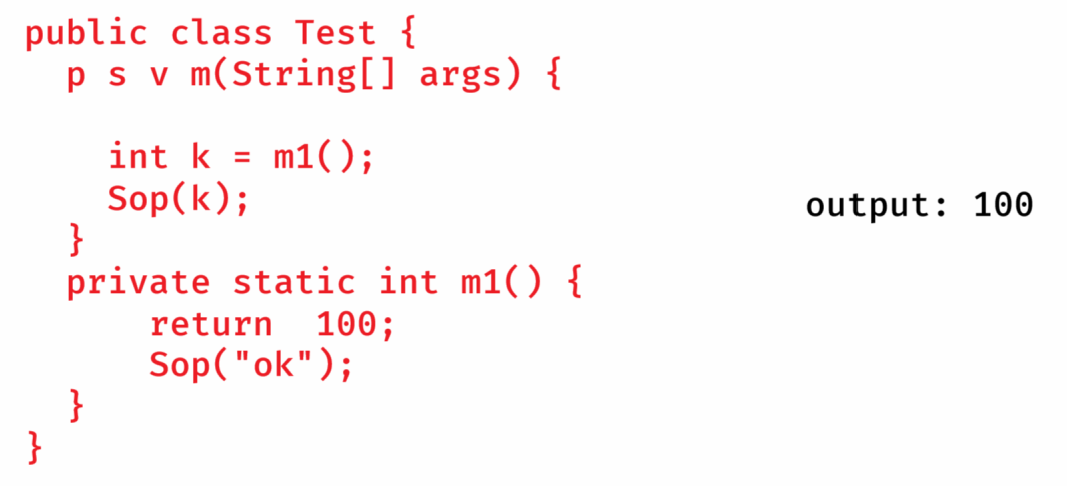 public class Test {
p s v m(String[] args) {
int k = m1();
Sop(k);
output: 100
}
private static int m1() {
return  100;
Sop("ok");
}
}